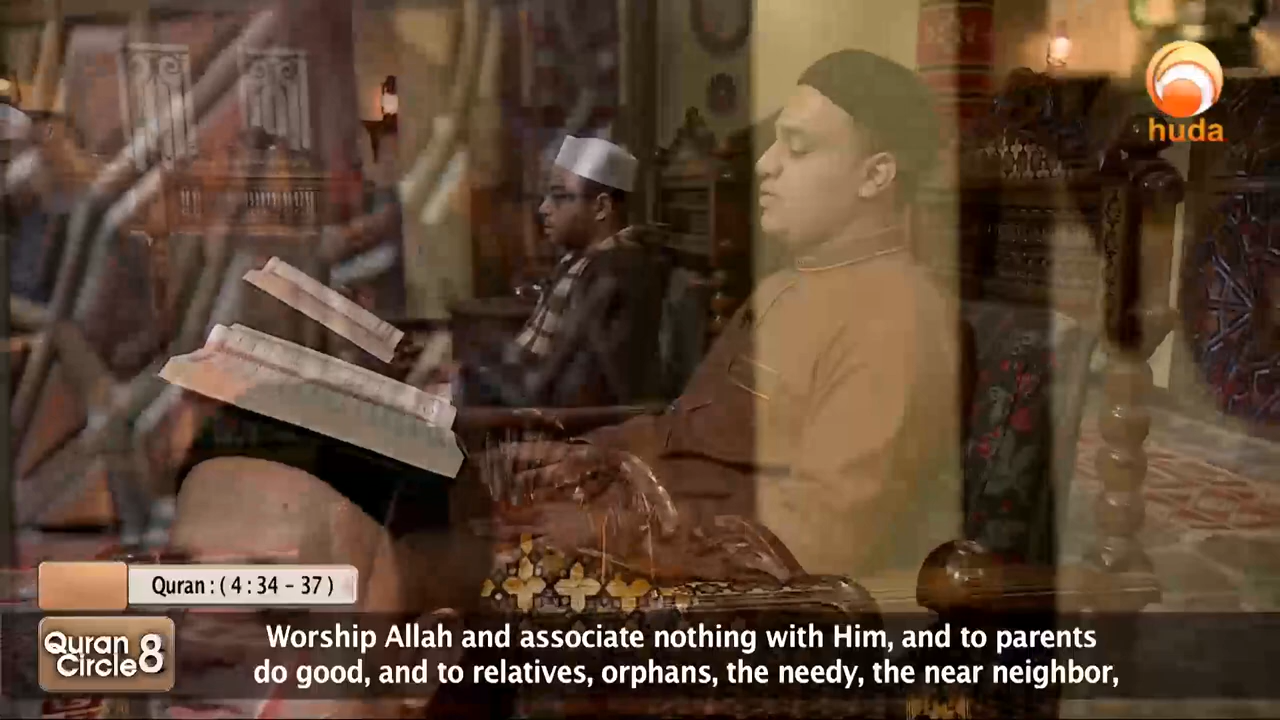 huda
Quran : ( 4 : 34 - 37 )
Quran
Circle 8
Worship Allah and associate nothing with Him, and to parents
do good, and to relatives, orphans, the needy, the near neighbor,